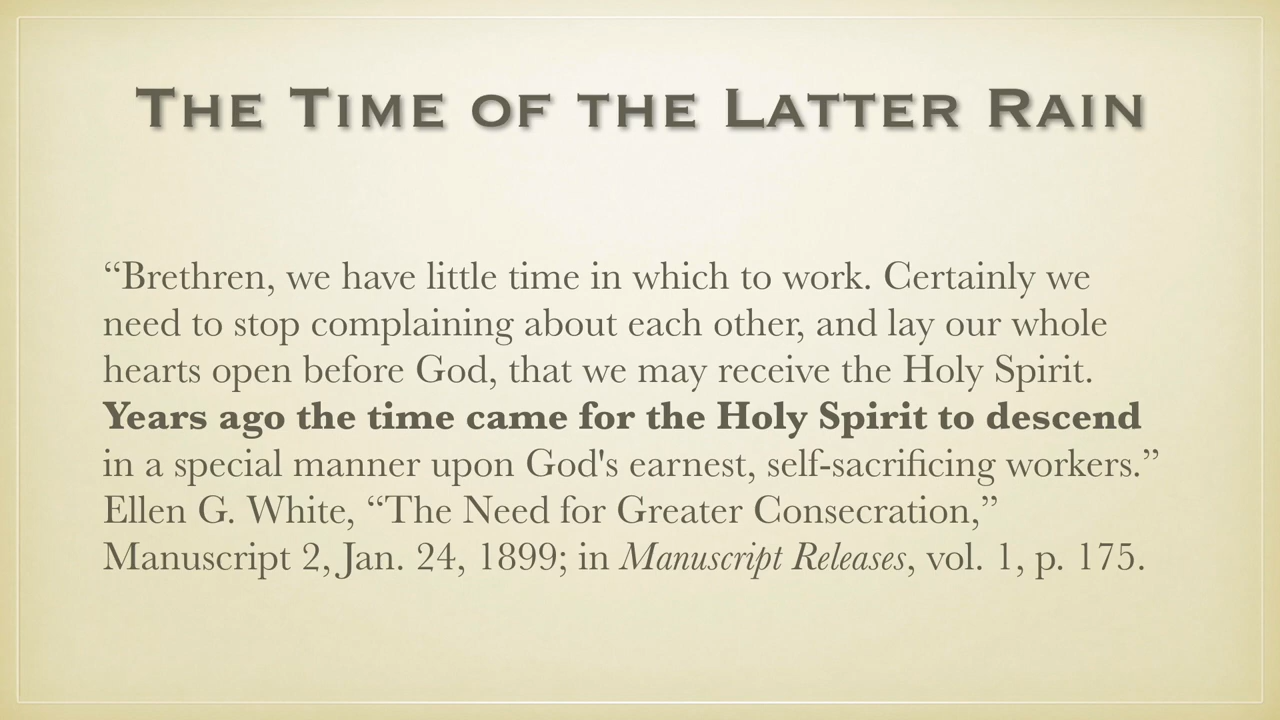 The Time of the Latter Rain
“Brethren, we have little time in which to work. Certainly we
need to stop complaining about each other, and lay our whole
hearts open before God, that we may receive the Holy Spirit.
Years ago the time came for the Holy Spirit to descend
in a special manner upon God's earnest, self-sacrificing workers.”
Ellen G. White, “The Need for Greater Consecration,”
Manuscript 2, Jan. 24, 1899; in Manuscript Releases, vol. 1, p. 175.